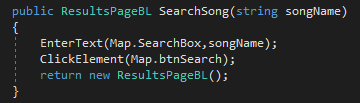 public ResultsPageBL SearchSong(string songName)
{
EnterText(Map.SearchBox,songName);
ClickElement(Map.btnSearch);
return new ResultsPageBL();
}